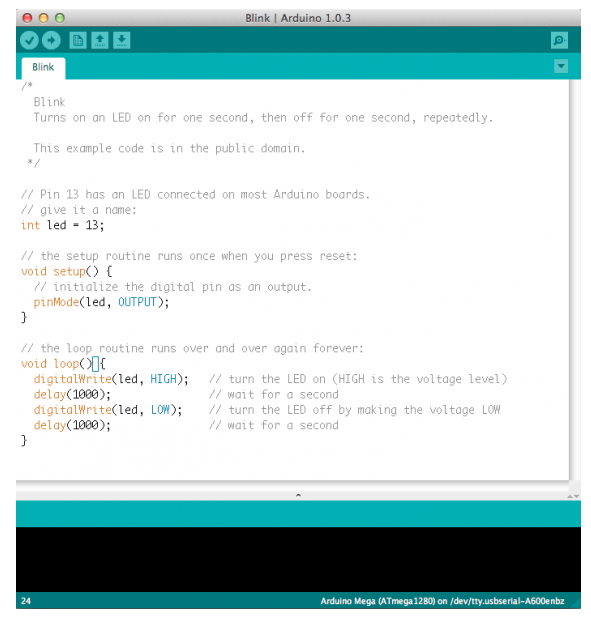 Blink | Arduino 1.0.3
Blink
/*
  Blink
  Turns on an LED on for one second, then off for one second, repeatedly.

  This example code is in the public domain.
 */

// Pin 13 has an LED connected on most Arduino boards.
// give it a name:
int led = 13;

// the setup routine runs once when you press reset:
void setup() {
  // initialize the digital pin as an output.
  pinMode(led, OUTPUT);
}

// the loop routine runs over and over again forever:
void loop() {
  digitalWrite(led, HIGH);   // turn the LED on (HIGH is the voltage level)
  delay(1000);               // wait for a second
  digitalWrite(led, LOW);    // turn the LED off by making the voltage LOW
  delay(1000);               // wait for a second
}
24 Arduino Mega (ATmega1280) on /dev/tty.usbserial-A600enbz